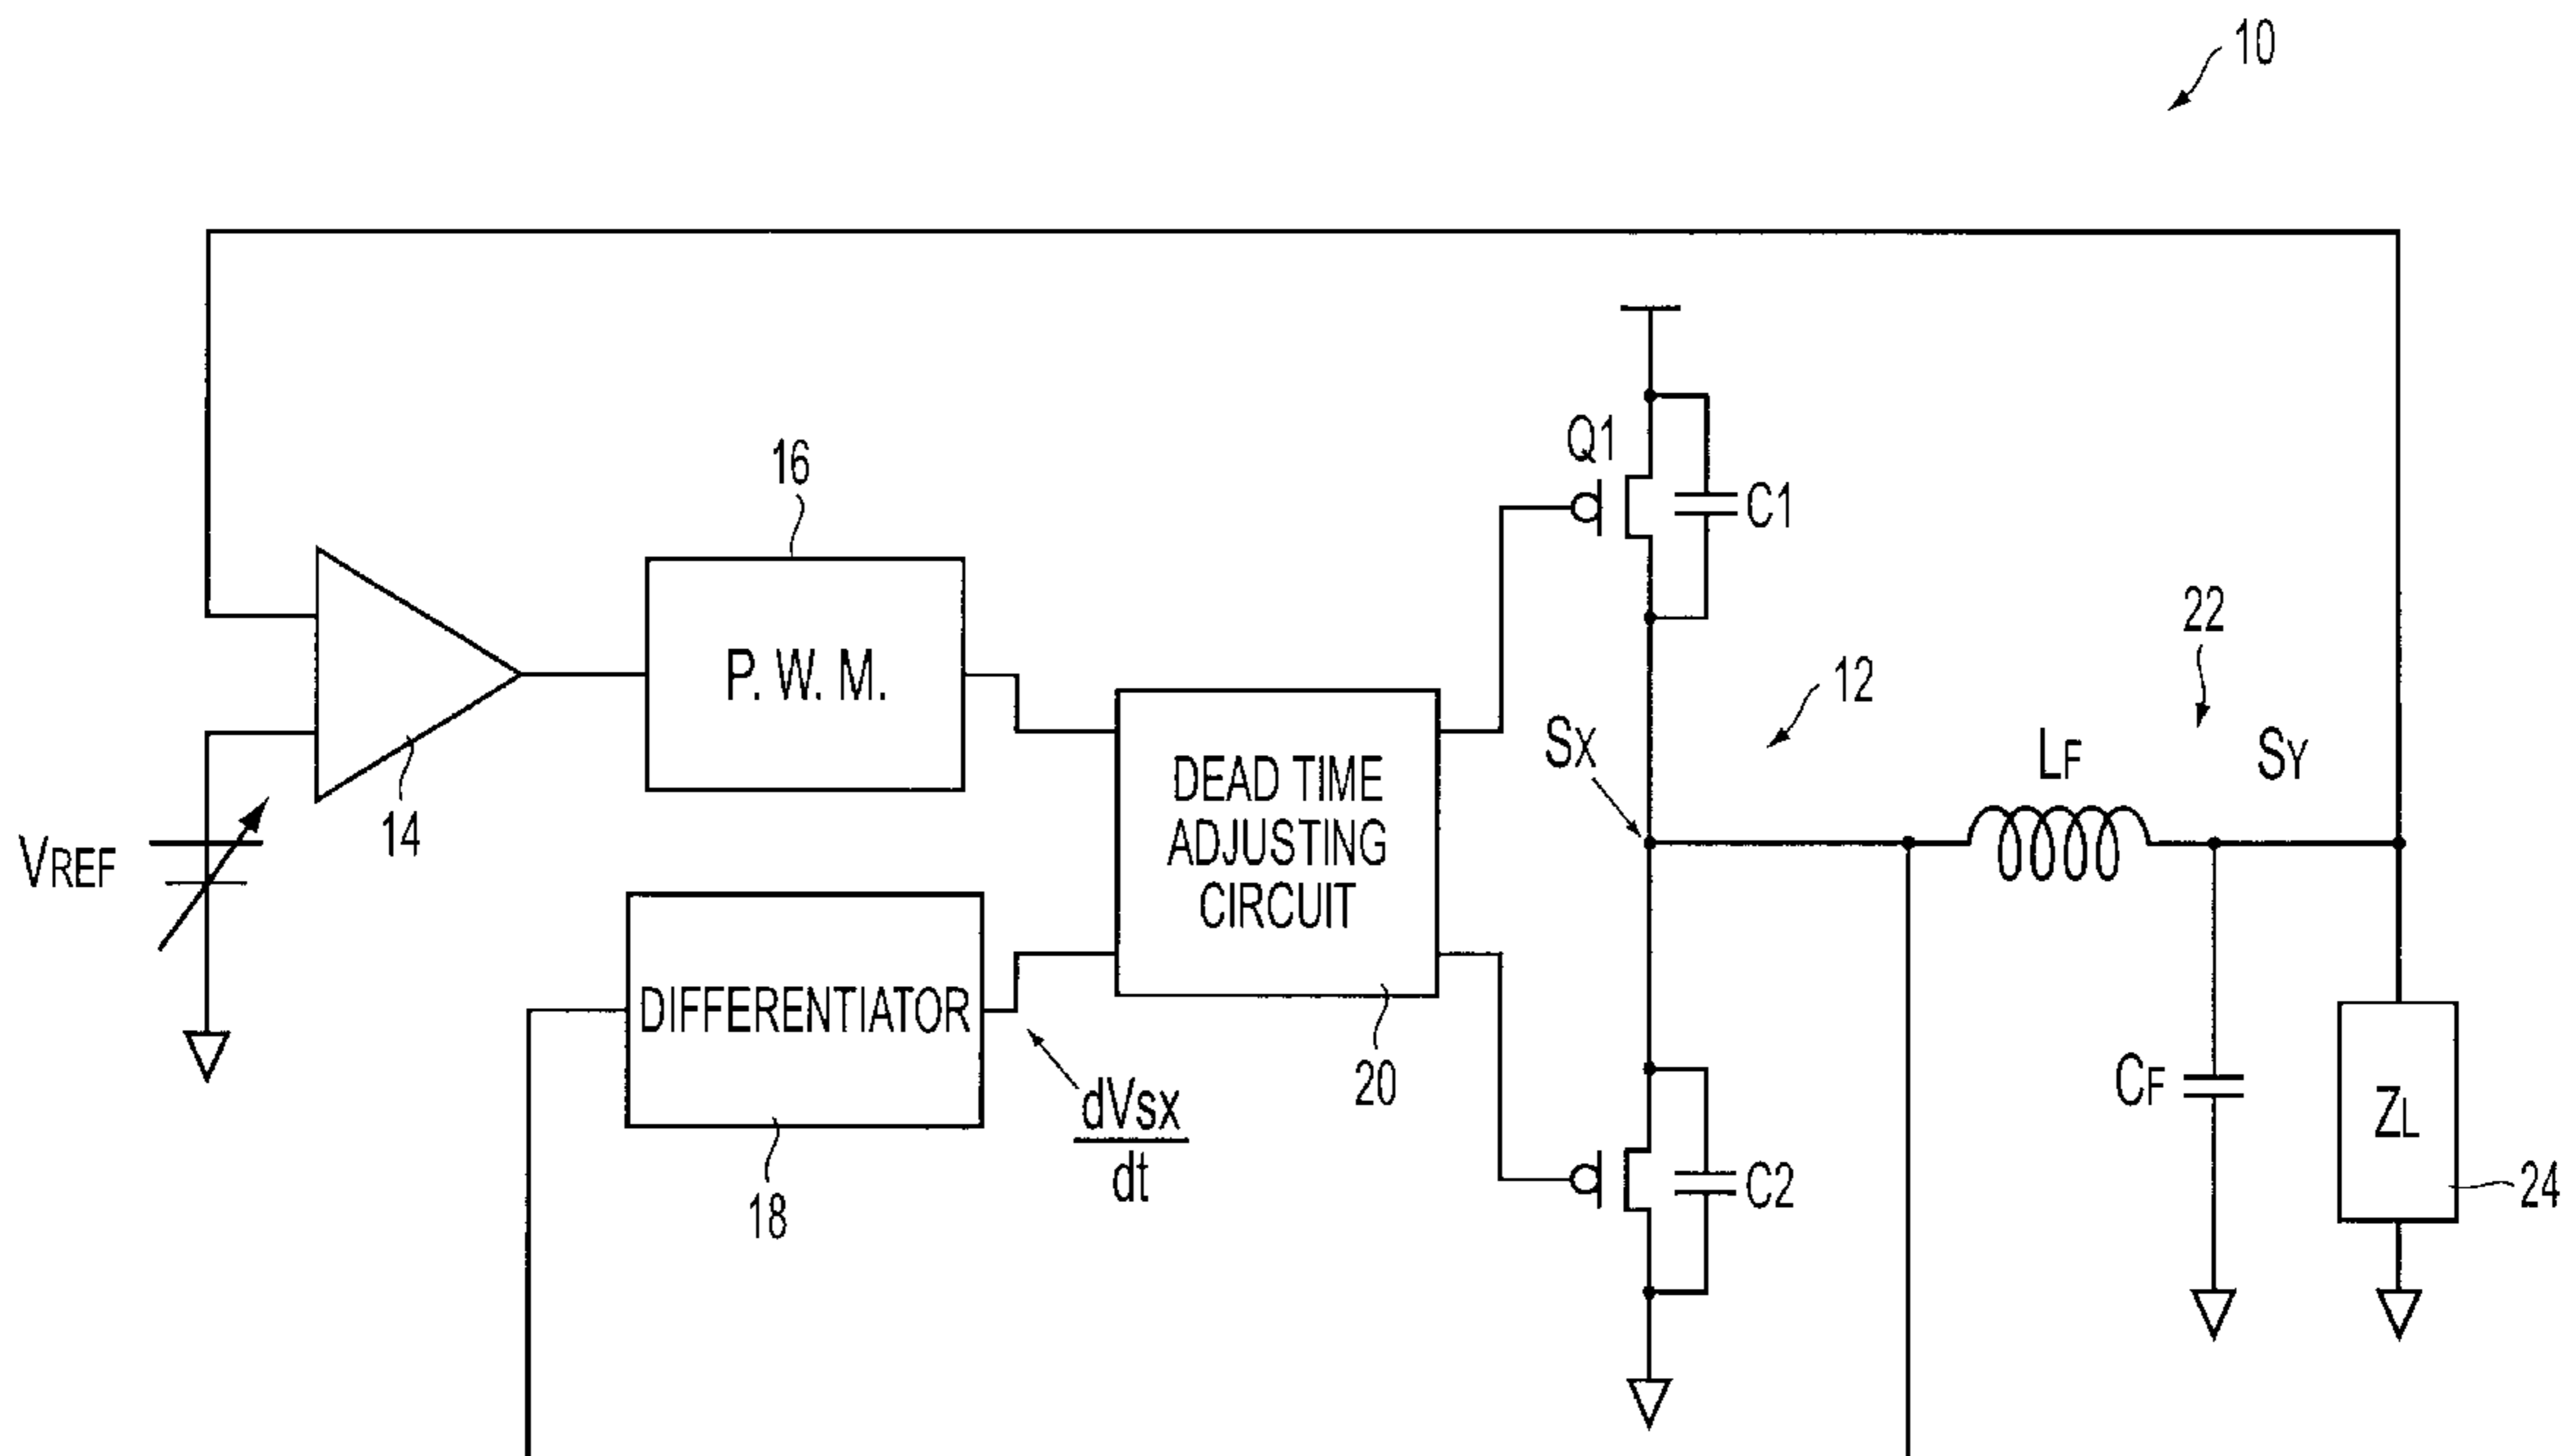 10
16
Q1
C1
P. W. M.
22
12
SX
LF
SY
DEAD TIME
ADJUSTING
CIRCUIT
14
VREF
DIFFERENTIATOR
20
dVSX
dt
18
C2
CF
ZL
24